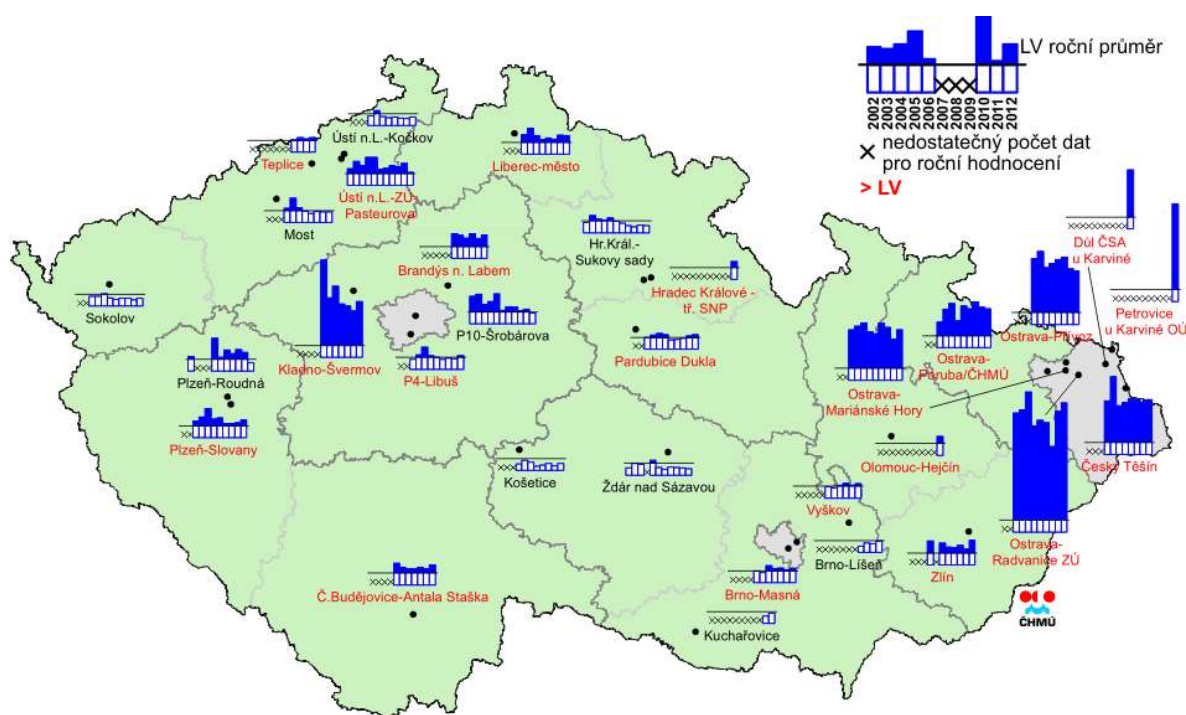 LV roční průměr
2002
2003
2004
2005
2006
2007
2008
2009
2010
2011
2012
nedostatečný počet dat
pro roční hodnocení
> LV
Ústí n.L.-Kočkov
Teplice
Liberec-město
Ústí n.L.-ZÚ-
Pasteurova
Most
Hr.Král.-
Sukovy sady
Brandýs n. Labem
Důl ČSA
u Karviné
Hradec Králové -
tř. SNP
Sokolov
P10-Šrobárova
Petrovice
u Karviné OÚ
Ostrava-Přívoz
Kladno-Švermov
Pardubice Dukla
Ostrava-
Poruba/ČHMÚ
Plzeň-Roudná
P4-Libuš
Ostrava-
Mariánské Hory
Plzeň-Slovany
Olomouc-Hejčín
Český Těšín
Košetice
Ždár nad Sázavou
Vyškov
Ostrava-
Radvanice ZÚ
Brno-Líšeň
Zlín
Č.Budějovice-Antala Staška
Brno-Masná
ČHMÚ
Kuchařovice